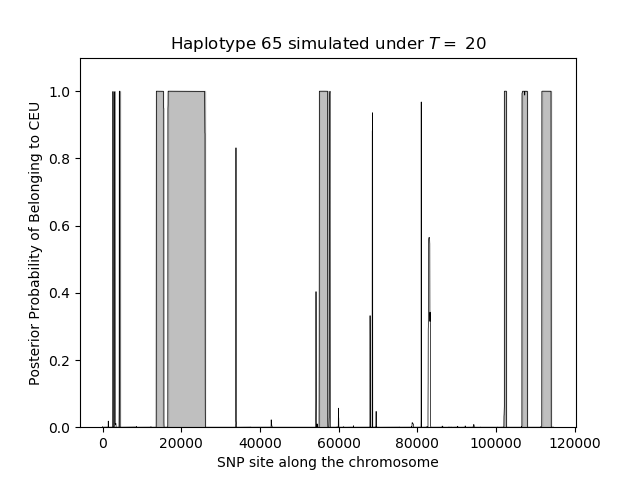 Haplotype 65 simulated under T = 20
Posterior Probability of Belonging to CEU
1.0
0.8
0.6
0.4
0.2
0.0
0 20000 40000 60000 80000 100000 120000
SNP site along the chromosome